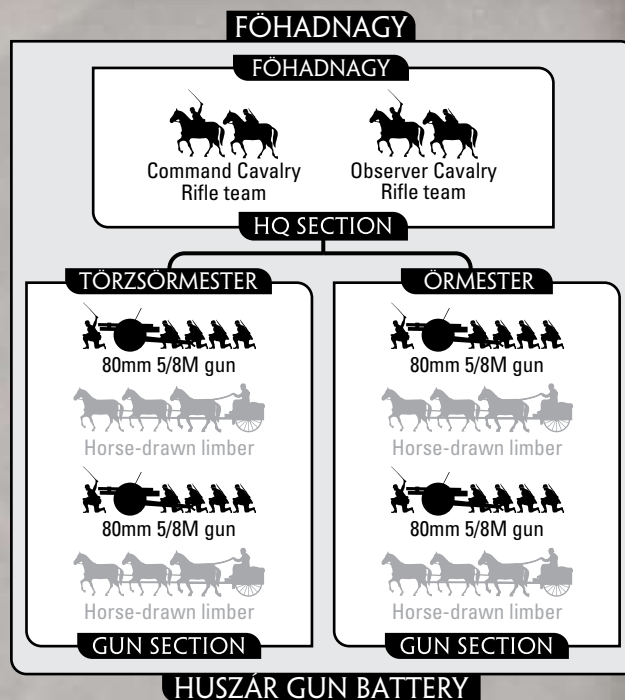 FÖHADNAGY
FÖHADNAGY
Command Cavalry
Rifle team
Observer Cavalry
Rifle team
HQ SECTION
TÖRZSÖRMESTER
80mm 5/8M gun
Horse-drawn limber
80mm 5/8M gun
Horse-drawn limber
GUN SECTION
ÖRMESTER
80mm 5/8M gun
Horse-drawn limber
80mm 5/8M gun
Horse-drawn limber
GUN SECTION
HUSZÁR GUN BATTERY